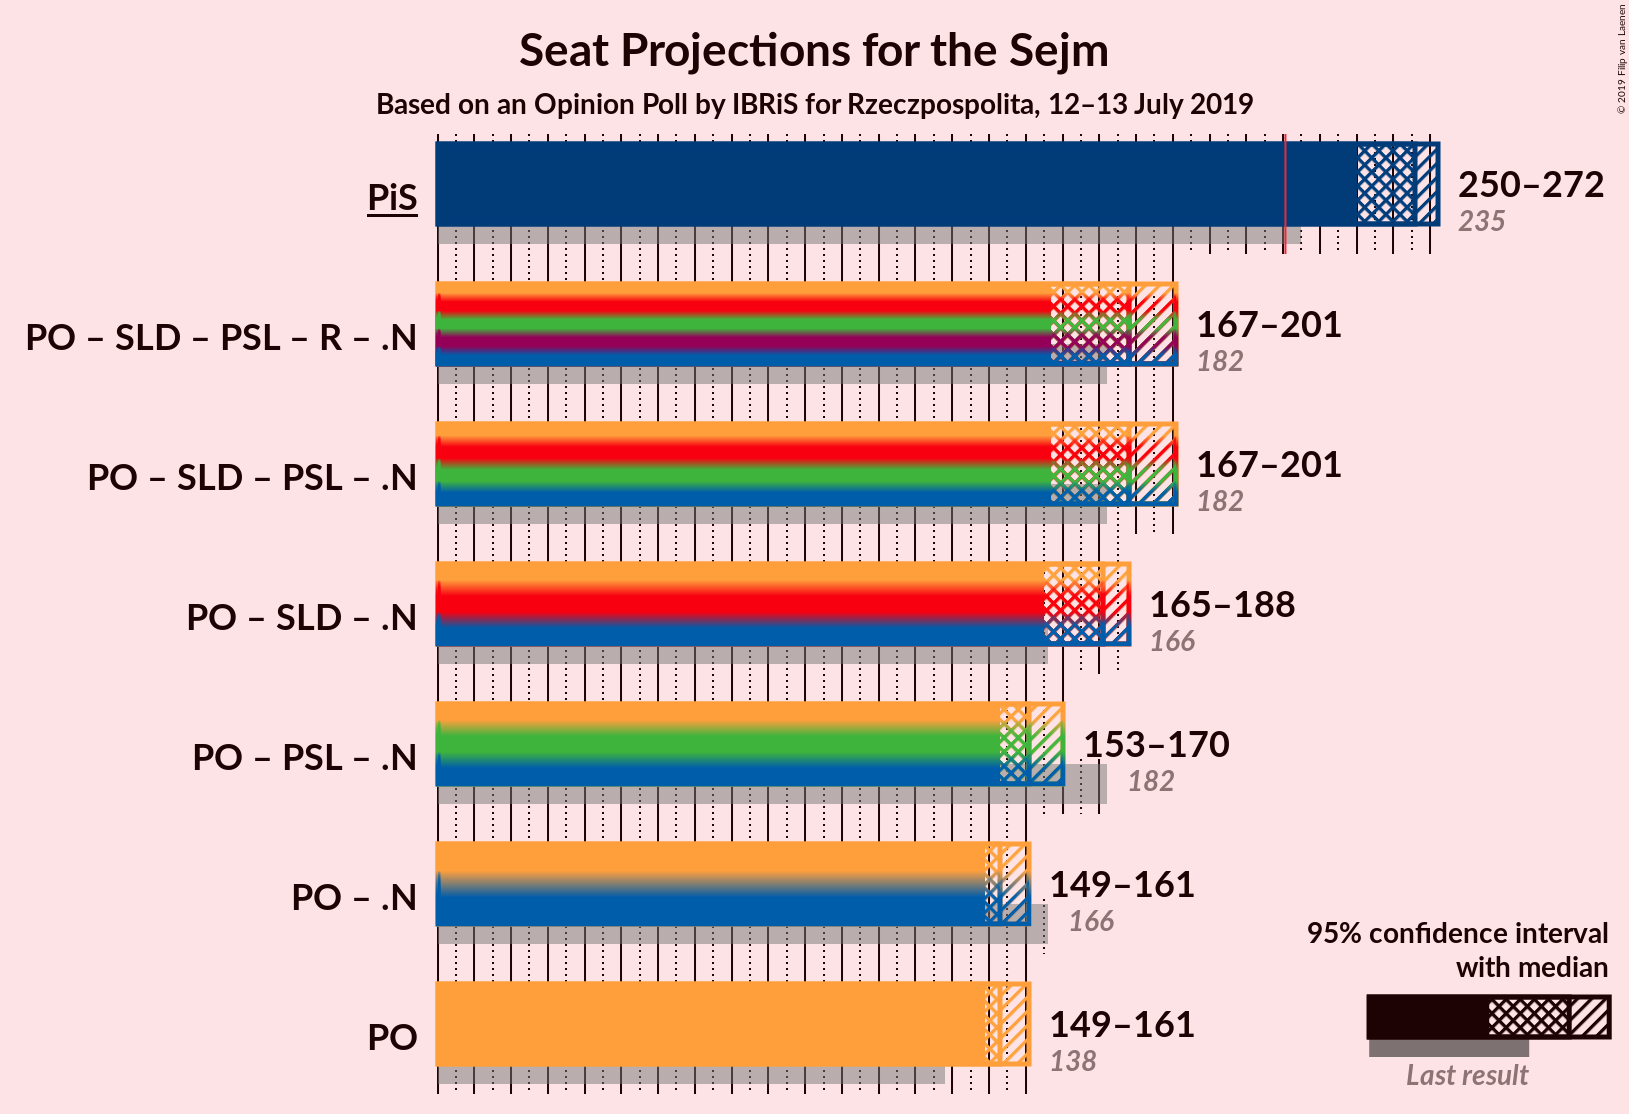 Seat Projections for the Sejm
Based on an Opinion Poll by IBRiS for Rzeczpospolita, 12–13 July 2019
© 2019 Filip van Laenen
PiS
250–272
235
PO – SLD – PSL – R – .N
167–201
182
PO – SLD – PSL – .N
167–201
182
PO – SLD – .N
165–188
166
PO – PSL – .N
153–170
182
PO – .N
149–161
166
PO
149–161
138
95% confidence interval
with median
Last result